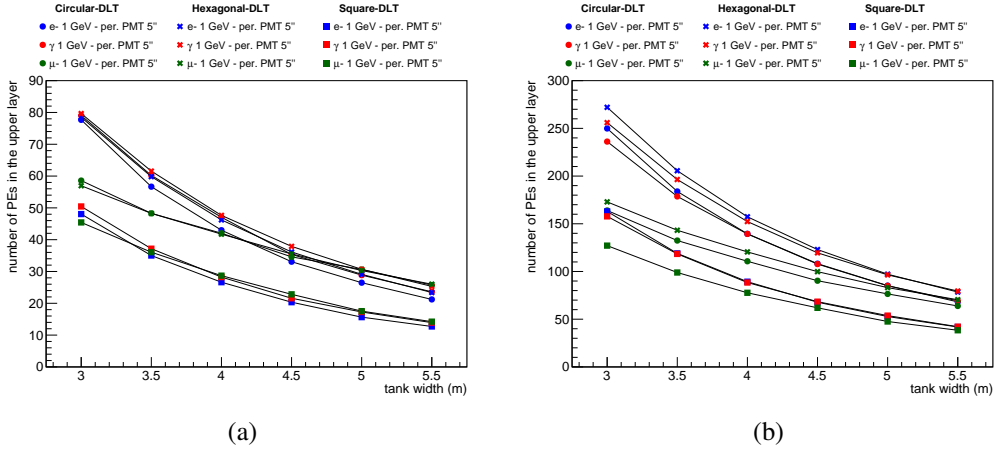 Circular-DLT Hexagonal-DLT Square-DLT
e- 1 GeV - per. PMT 5" e- 1 GeV - per. PMT 5" e- 1 GeV - per. PMT 5"
γ 1 GeV - per. PMT 5" γ 1 GeV - per. PMT 5" γ 1 GeV - per. PMT 5"
μ- 1 GeV - per. PMT 5" μ- 1 GeV - per. PMT 5" μ- 1 GeV - per. PMT 5"
number of PEs in the upper layer
90
80
70
60
50
40
30
20
10
0
3 3.5 4 4.5 5 5.5
tank width (m)
(a)
Circular-DLT Hexagonal-DLT Square-DLT
e- 1 GeV - per. PMT 5" e- 1 GeV - per. PMT 5" e- 1 GeV - per. PMT 5"
γ 1 GeV - per. PMT 5" γ 1 GeV - per. PMT 5" γ 1 GeV - per. PMT 5"
μ- 1 GeV - per. PMT 5" μ- 1 GeV - per. PMT 5" μ- 1 GeV - per. PMT 5"
number of PEs in the upper layer
300
250
200
150
100
50
0
3 3.5 4 4.5 5 5.5
tank width (m)
(b)